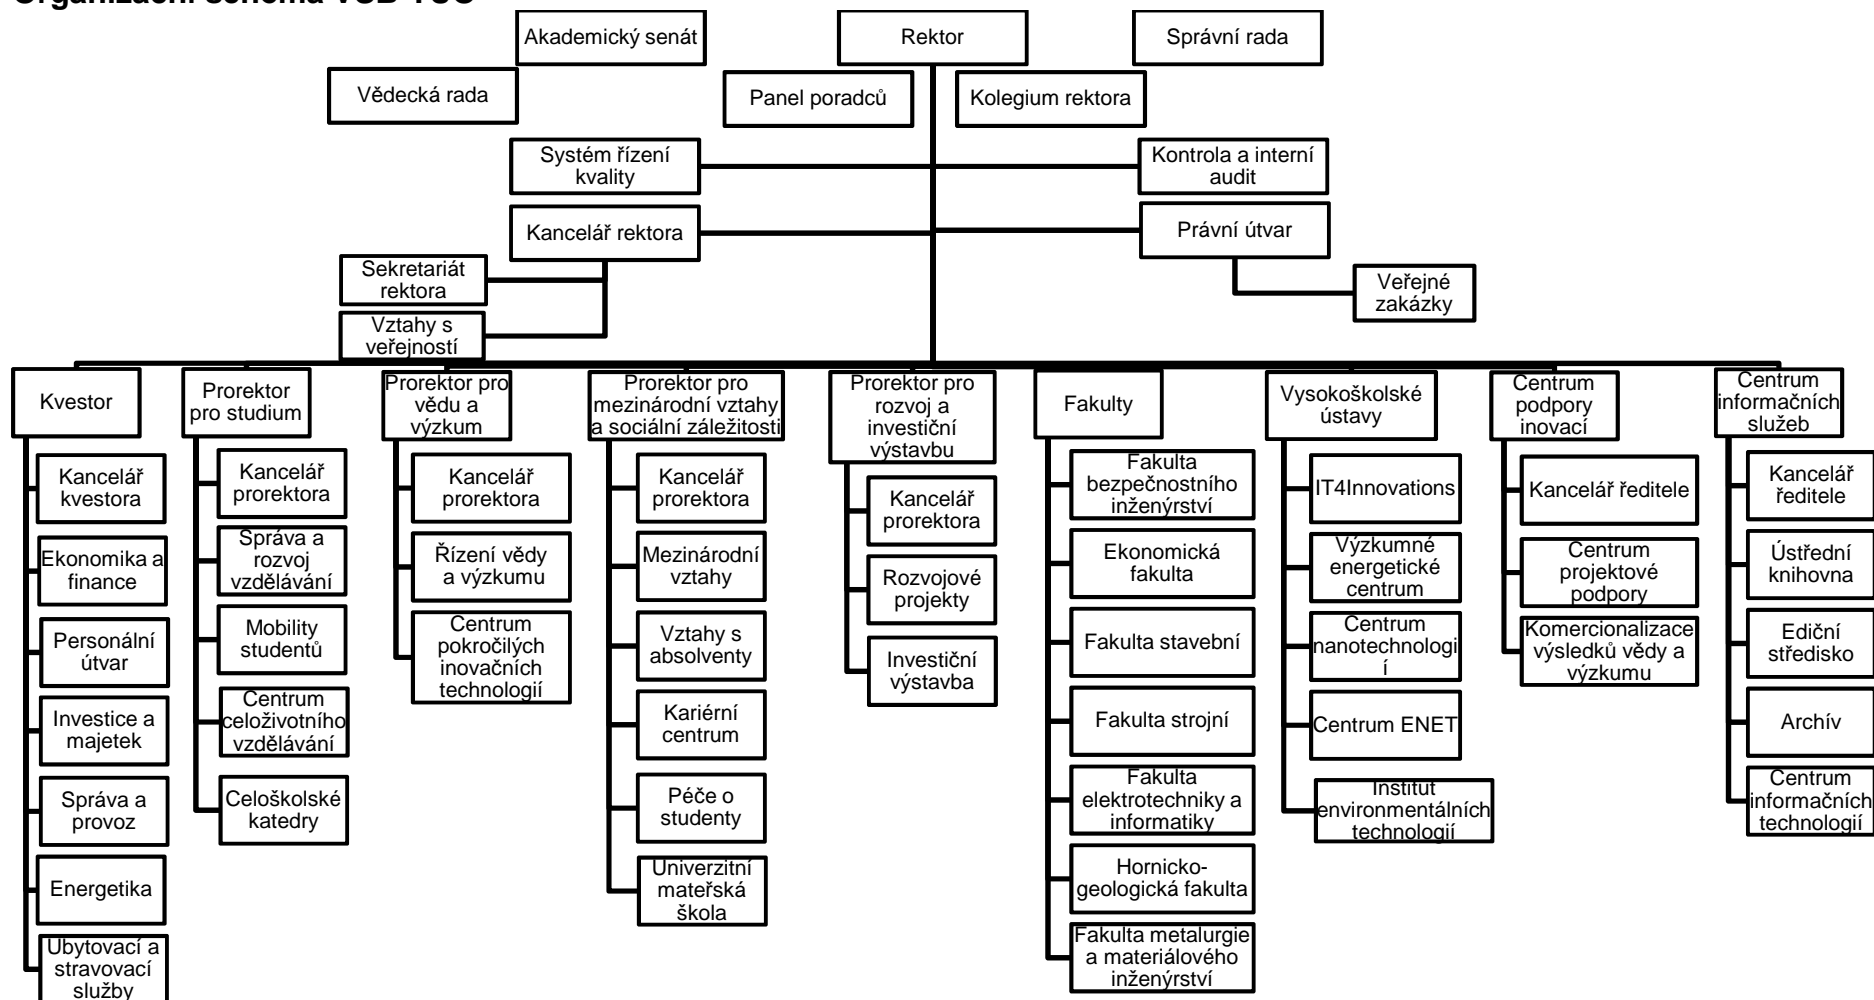 Organizační schéma VŠB-TUO
Akademický senát
Rektor
Správní rada
Vědecká rada
Panel poradců
Kolegium rektora
Systém řízení
kvality
Kontrola a interní
audit
Kancelář rektora
Právní útvar
Sekretariát
rektora
Veřejné
zakázky
Vztahy s
veřejností
Kvestor
Kancelář
kvestora
Ekonomika a
finance
Personální
útvar
Investice a
majetek
Správa a
provoz
Energetika
Ubytovací a
stravovací
služby
Prorektor
pro studium
Kancelář
prorektora
Správa a
rozvoj
vzdělávání
Mobility
studentů
Centrum
celoživotního
vzdělávání
Celoškolské
katedry
Prorektor pro
vědu a
výzkum
Kancelář
prorektora
Řízení vědy
a výzkumu
Centrum
pokročilých
inovačních
technologií
Prorektor pro
mezinárodní vztahy
a sociální záležitosti
Kancelář
prorektora
Mezinárodní
vztahy
Vztahy s
absolventy
Kariérní
centrum
Péče o
studenty
Univerzitní
mateřská
škola
Prorektor pro
rozvoj a
investiční
výstavbu
Kancelář
prorektora
Rozvojové
projekty
Investiční
výstavba
Fakulty
Fakulta
bezpečnostního
inženýrství
Ekonomická
fakulta
Fakulta stavební
Fakulta strojní
Fakulta
elektrotechniky a
informatiky
Hornicko-
geologická fakulta
Fakulta metalurgie
a materiálového
inženýrství
Vysokoškolské
ústavy
IT4Innovations
Výzkumné
energetické
centrum
Centrum
nanotechnologi
í
Centrum ENET
Institut
environmentálních
technologií
Centrum
podpory
inovací
Kancelář ředitele
Centrum
projektové
podpory
Komercionalizace
výsledků vědy a
výzkumu
Centrum
informačních
služeb
Kancelář
ředitele
Ústřední
knihovna
Ediční
středisko
Archív
Centrum
informačních
technologií